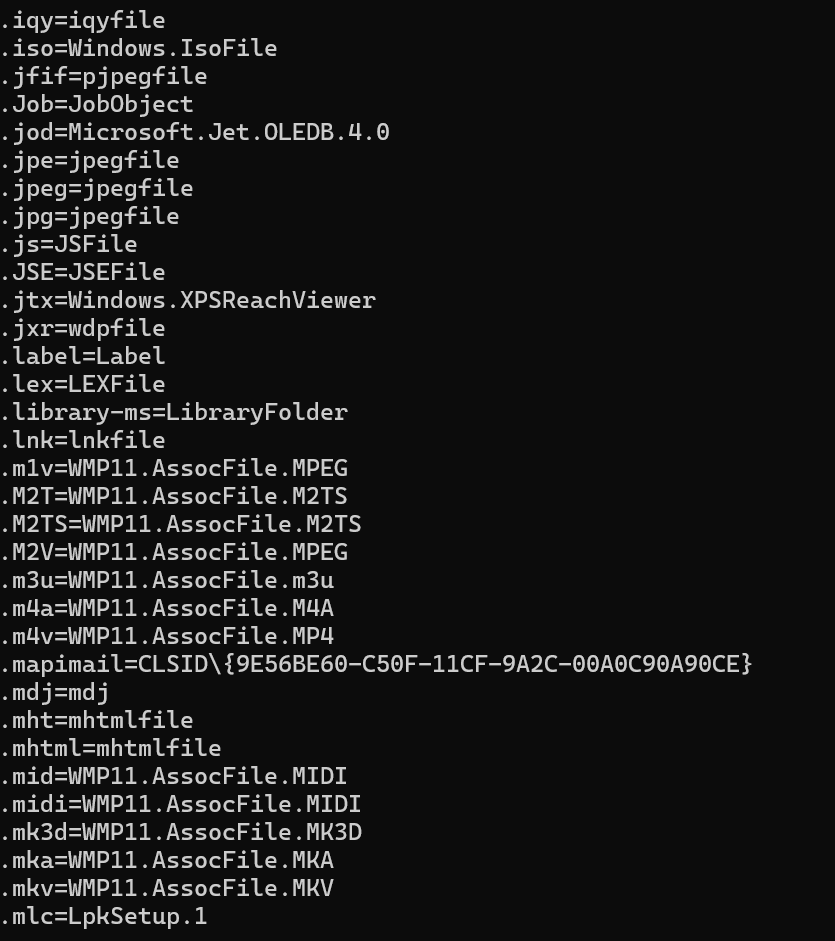 .iqy=iqyfile
.iso=Windows.IsoFile
.jfif=pjpegfile
.Job=JobObject
.jod=Microsoft.Jet.OLEDB.4.0
.jpe=jpegfile
.jpeg=jpegfile
.jpg=jpegfile
.js=JSFile
.JSE=JSEFile
.jtx=Windows.XPSReachViewer
.jxr=wdpfile
.label=Label
.lex=LEXFile
.library-ms=LibraryFolder
.lnk=lnkfile
.m1v=WMP11.AssocFile.MPEG
.M2T=WMP11.AssocFile.M2TS
.M2TS=WMP11.AssocFile.M2TS
.M2V=WMP11.AssocFile.MPEG
.m3u=WMP11.AssocFile.m3u
.m4a=WMP11.AssocFile.M4A
.m4v=WMP11.AssocFile.MP4
.mapimail=CLSID\{9E56BE60-C50F-11CF-9A2C-00A0C90A90CE}
.mdj=mdj
.mht=mhtmlfile
.mhtml=mhtmlfile
.mid=WMP11.AssocFile.MIDI
.midi=WMP11.AssocFile.MIDI
.mk3d=WMP11.AssocFile.MK3D
.mka=WMP11.AssocFile.MKA
.mkv=WMP11.AssocFile.MKV
.mlc=LpkSetup.1